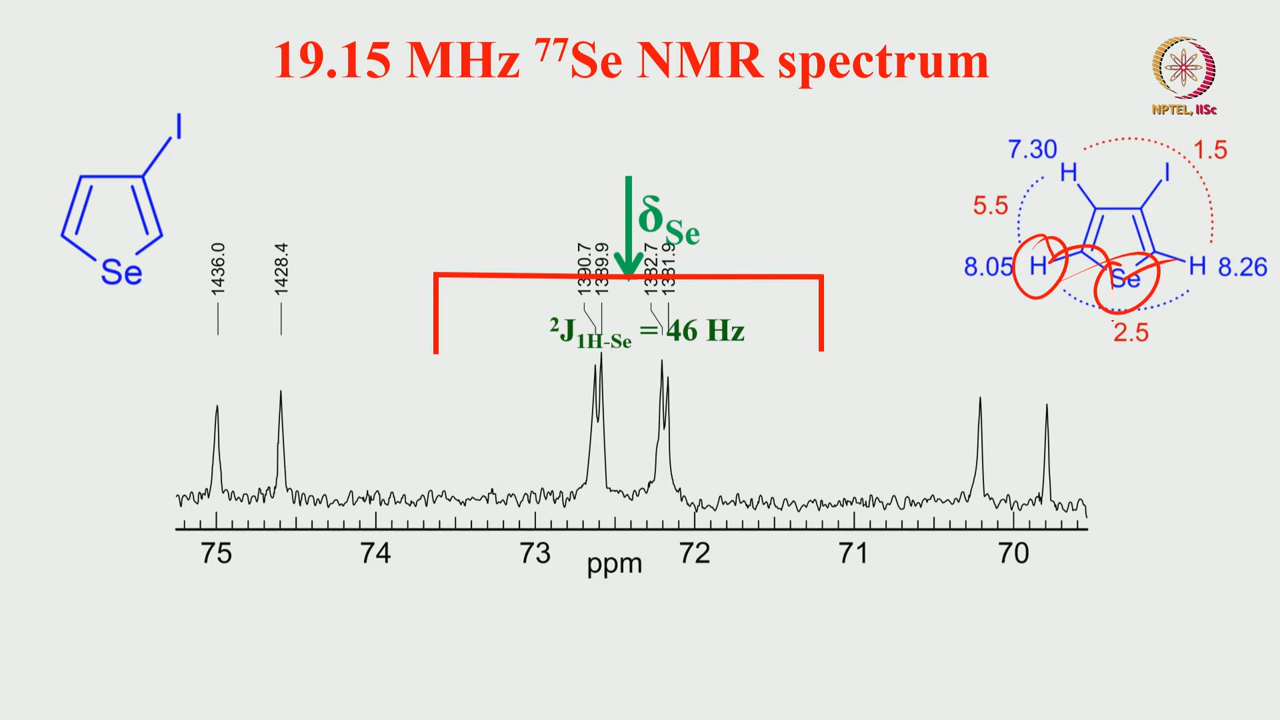 19.15 MHz ⁷⁷Se NMR spectrum
NPTEL, IISc
I
Se
7.30
H
I
1.5
5.5
8.05
H
Se
H
8.26
2.5
δSe
1436.0
1428.4
1390.7
1389.9
1382.7
1381.9
²J1H-Se = 46 Hz
75
74
73
72
71
70
ppm